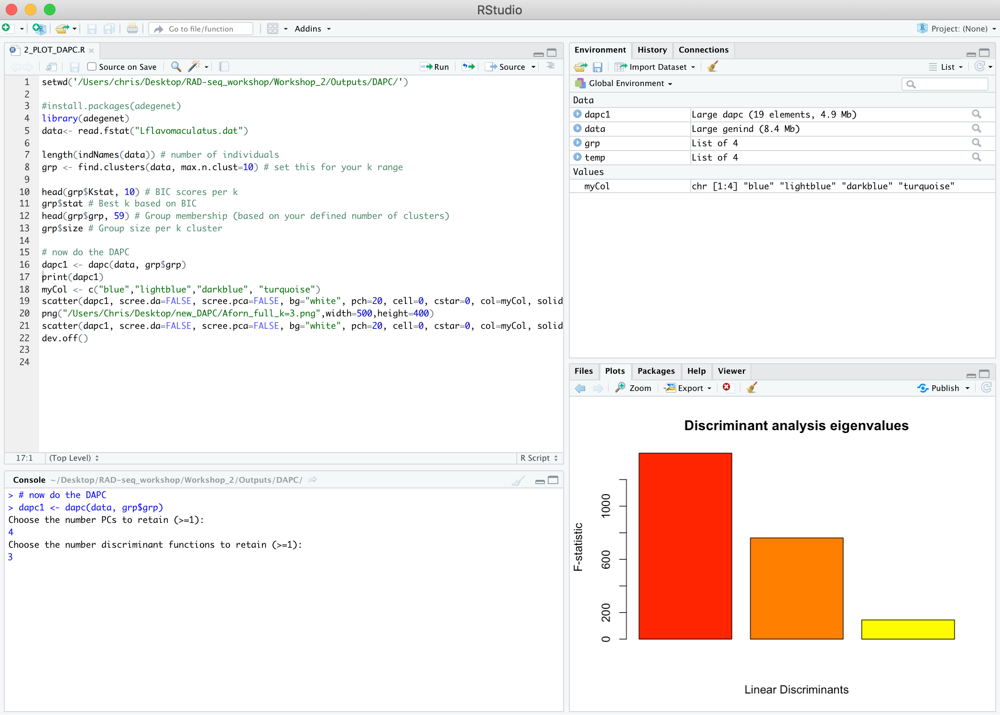 RStudio
Go to file/function
Addins
Project: (None)
2_PLOT_DAPC.R
Source on Save
Run
Source
1 setwd('/Users/chris/Desktop/RAD-seq_workshop/Workshop_2/Outputs/DAPC/')
2
3 #install.packages(adegenet)
4 library(adegenet)
5 data<- read.fstat("Lflavomaculatus.dat")
6
7 length(indNames(data)) # number of individuals
8 grp <- find.clusters(data, max.n.clust=10) # set this for your k range
9
10 head(grp$Kstat, 10) # BIC scores per k
11 grp$stat # Best k based on BIC
12 head(grp$grp, 59) # Group membership (based on your defined number of clusters)
13 grp$size # Group size per k cluster
14
15 # now do the DAPC
16 dapc1 <- dapc(data, grp$grp)
17 print(dapc1)
18 myCol <- c("blue","lightblue","darkblue", "turquoise")
19 scatter(dapc1, scree.da=FALSE, scree.pca=FALSE, bg="white", pch=20, cell=0, cstar=0, col=myCol, solid
20 png("/Users/Chris/Desktop/new_DAPC/Aforn_full_k=3.png",width=500,height=400)
21 scatter(dapc1, scree.da=FALSE, scree.pca=FALSE, bg="white", pch=20, cell=0, cstar=0, col=myCol, solid
22 dev.off()
23
24
17:1 (Top Level) R Script
Console ~/Desktop/RAD-seq_workshop/Workshop_2/Outputs/DAPC/
> # now do the DAPC
> dapc1 <- dapc(data, grp$grp)
Choose the number PCs to retain (>=1):
4
Choose the number discriminant functions to retain (>=1):
3
Environment History Connections
Import Dataset
List
Global Environment
Data
dapc1 Large dapc (19 elements, 4.9 Mb)
data Large genind (8.4 Mb)
grp List of 4
temp List of 4
Values
myCol chr [1:4] "blue" "lightblue" "darkblue" "turquoise"
Files Plots Packages Help Viewer
Zoom Export Publish
Discriminant analysis eigenvalues
F-statistic
1000
600
200
0
Linear Discriminants